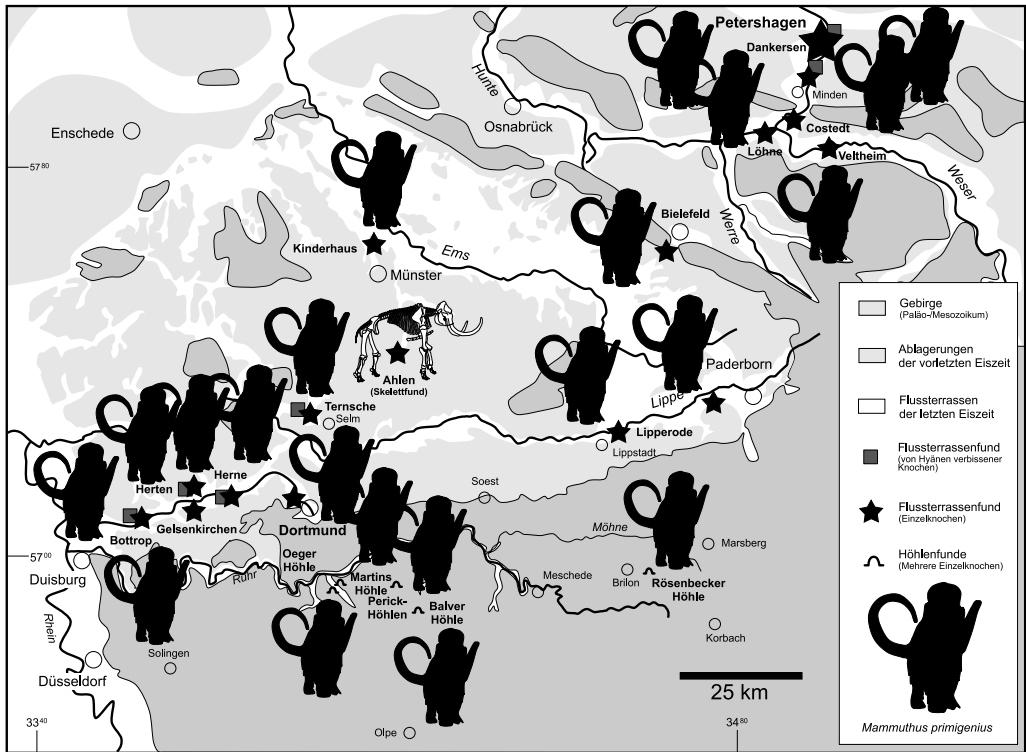 Petershagen
Dankersen
Minden
Hunte
Enschede
Osnabrück
Costedt
Löhne
Veltheim
Weser
57 80
Bielefeld
Werre
Kinderhaus
Ems
Münster
Ahlen
(Skelettfund)
Paderborn
Lippe
Ternsche
Selm
Lipperode
Lippstadt
Herne
Herten
Soest
Gelsenkirchen
Bottrop
Dortmund
Möhne
Marsberg
57 00
Duisburg
Oeger
Höhle
Ruhr
Martins
Höhle
Meschede
Brilon
Rösenbecker
Höhle
Perick-
Höhlen
Balver
Höhle
Rhein
Korbach
Solingen
Düsseldorf
25 km
33 40
34 80
Olpe
Gebirge
(Paläo-/Mesozoikum)
Ablagerungen
der vorletzten Eiszeit
Flussterrassen
der letzten Eiszeit
Flussterrassenfund
(von Hyänen verbissener
Knochen)
Flussterrassenfund
(Einzelknochen)
Höhlenfunde
(Mehrere Einzelknochen)
Mammuthus primigenius